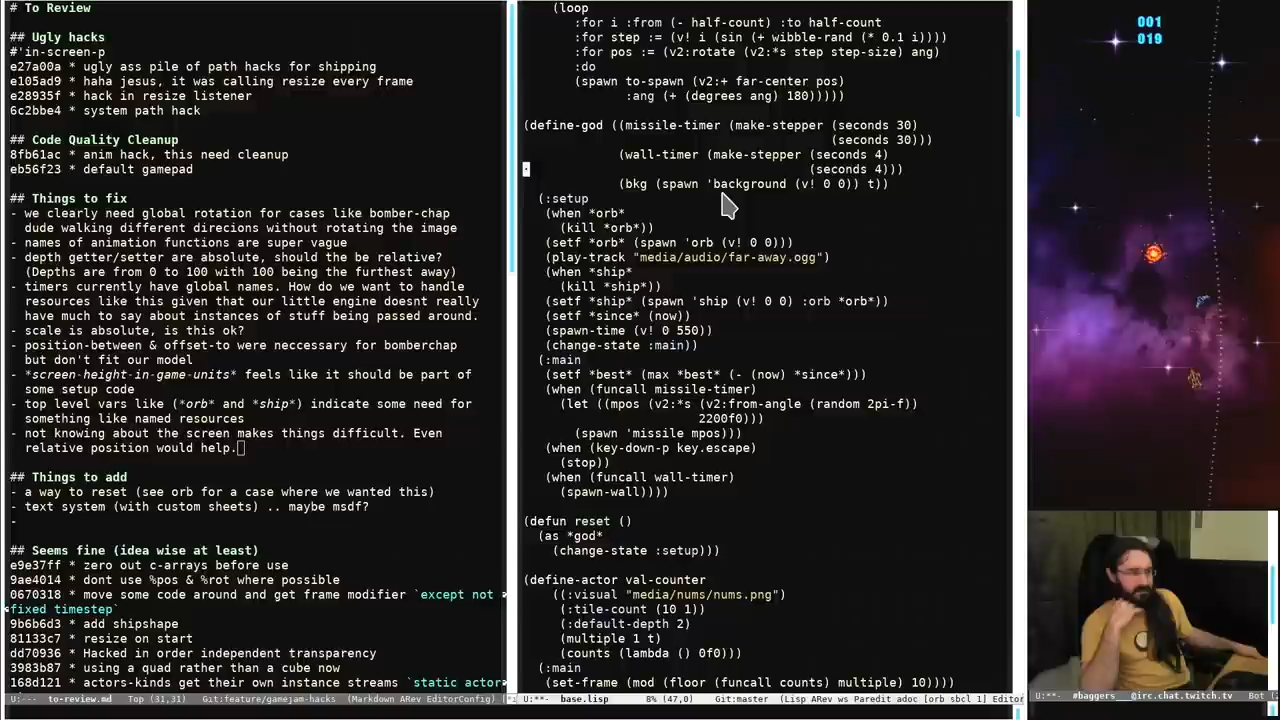 # To Review
## Ugly hacks
#'in-screen-p
e27a00a * ugly ass pile of path hacks for shipping
e105ad9 * haha jesus, it was calling resize every frame
e28935f * hack in resize listener
6c2bbe4 * system path hack
## Code Quality Cleanup
8fb61ac * anim hack, this need cleanup
eb56f23 * default gamepad
## Things to fix
- we clearly need global rotation for cases like bomber-chap
dude walking different direcions without rotating the image
- names of animation functions are super vague
- depth getter/setter are absolute, should the be relative?
(Depths are from 0 to 100 with 100 being the furthest away)
- timers currently have global names. How do we want to handle
resources like this given that our little engine doesnt really
have much to say about instances of stuff being passed around.
- scale is absolute, is this ok?
- position-between & offset-to were neccessary for bomberchap
but don't fit our model
- *screen-height-in-game-units* feels like it should be part of
some setup code
- top level vars like (*orb* and *ship*) indicate some need for
something like named resources
- not knowing about the screen makes things difficult. Even
relative position would help.
## Things to add
- a way to reset (see orb for a case where we wanted this)
- text system (with custom sheets) .. maybe msdf?
-
## Seems fine (idea wise at least)
e9e37ff * zero out c-arrays before use
9ae4014 * dont use %pos & %rot where possible
0670318 * move some code around and get frame modifier `except not
fixed timestep`
9b6b6d3 * add shipshape
81133c7 * resize on start
dd70936 * Hacked in order independent transparency
3983b87 * using a quad rather than a cube now
168d121 * actors-kinds get their own instance streams `static actor
U:--- to-review.md Top (31,31) Git:feature/gamejam-hacks (Markdown ARev EditorConfig)
(loop
:for i :from (- half-count) :to half-count
:for step := (v! i (sin (+ wibble-rand (* 0.1 i))))
:for pos := (v2:rotate (v2:*s step step-size) ang)
:do
(spawn to-spawn (v2:+ far-center pos)
:ang (+ (degrees ang) 180)))))
(define-god ((missile-timer (make-stepper (seconds 30)
(seconds 30)))
(wall-timer (make-stepper (seconds 4)
(seconds 4)))
(bkg (spawn 'background (v! 0 0)) t))
(:setup
(when *orb*
(kill *orb*))
(setf *orb* (spawn 'orb (v! 0 0)))
(play-track "media/audio/far-away.ogg")
(when *ship*
(kill *ship*))
(setf *ship* (spawn 'ship (v! 0 0) :orb *orb*))
(setf *since* (now))
(spawn-time (v! 0 550))
(change-state :main))
(:main
(setf *best* (max *best* (- (now) *since*)))
(when (funcall missile-timer)
(let ((mpos (v2:*s (v2:from-angle (random 2pi-f))
2200f0)))
(spawn 'missile mpos)))
(when (key-down-p key.escape)
(stop))
(when (funcall wall-timer)
(spawn-wall))))
(defun reset ()
(as *god*
(change-state :setup)))
(define-actor val-counter
((:visual "media/nums/nums.png")
(:tile-count (10 1))
(:default-depth 2)
(multiple 1 t)
(counts (lambda () 0f0)))
(:main
(set-frame (mod (floor (funcall counts) multiple) 10))))
U:**- base.lisp 8% (47,0) Git:master (Lisp ARev ws Paredit adoc [orb sbcl 1] Editor
001
019
U:**- #baggers _@irc.chat.twitch.tv Bot (